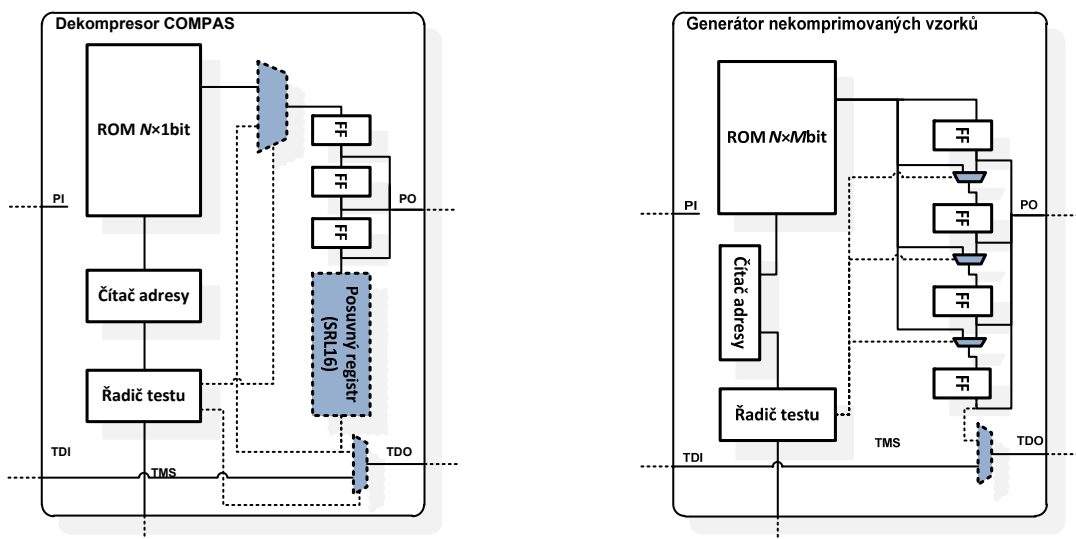 Dekompresor COMPAS
ROM N×1bit
FF
FF
FF
PI
PO
Čítač adresy
Posuvný registr
(SRL16)
Řadič testu
TDI
TMS
TDO
Generátor nekomprimovaných vzorků
ROM N×Mbit
FF
PI
FF
PO
Čítač adresy
FF
FF
Řadič testu
TMS
TDI
TDO